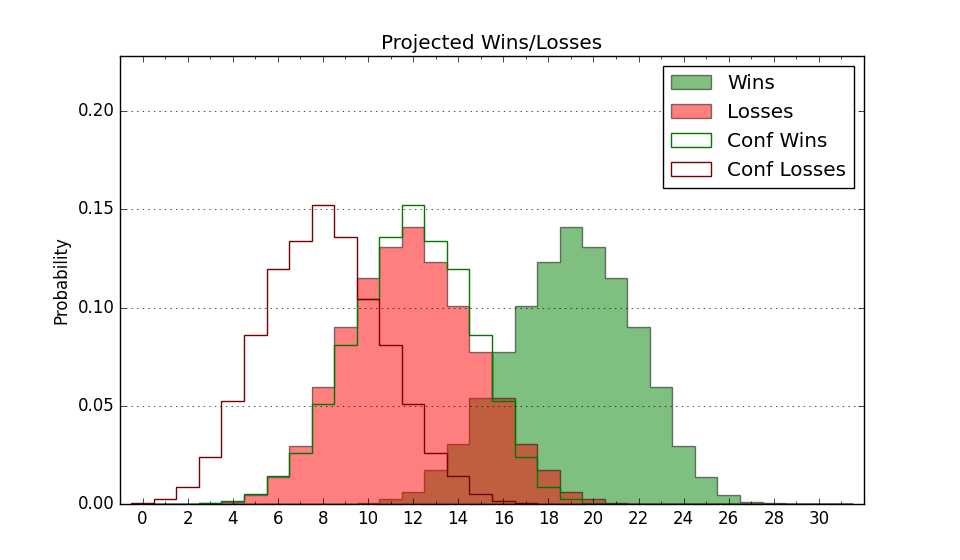 Projected Wins/Losses
Wins
Losses
Conf Wins
Conf Losses
Probability
0.20
0.15
0.10
0.05
0.00
0 2 4 6 8 10 12 14 16 18 20 22 24 26 28 30